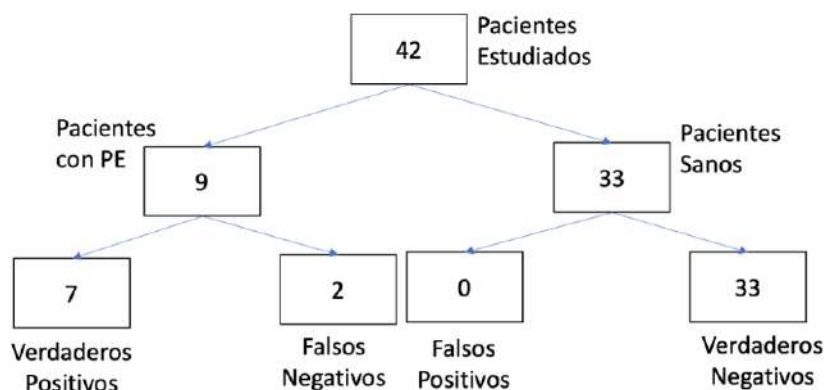 42
Pacientes
Estudiados
Pacientes
con PE
9
33
Pacientes
Sanos
7
2
0
33
Verdaderos
Positivos
Falsos
Negativos
Falsos
Positivos
Verdaderos
Negativos